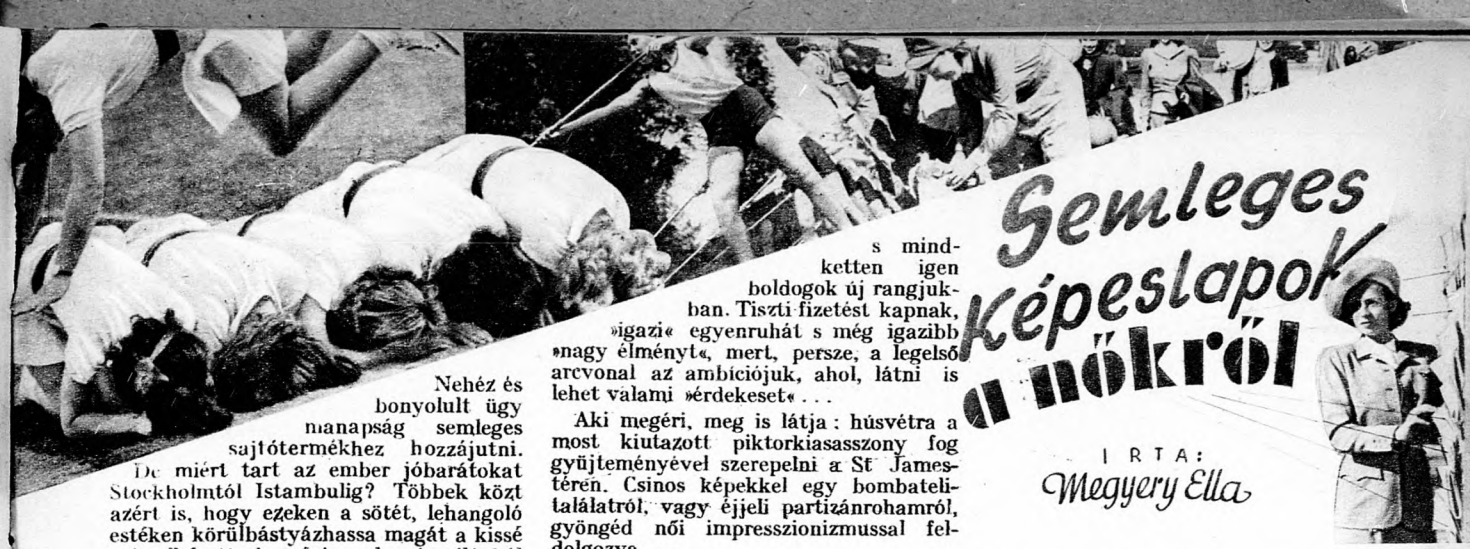 Semleges
Képeslapok
a nőkről
IRTA:
Megyery Ella
Nehéz és
bonyolult ügy
manapság semleges
sajtótermékhez hozzájutni.
De miért tart az ember jóbarátokat
Stockholmtól Istambulig? Többek közt
azért is, hogy ezeken a sötét, lehangoló
estéken körülbástyázhassa magát a kissé
s mind-
ketten igen
boldogok új rangjuk-
ban. Tiszti fizetést kapnak,
»igazi« egyenruhát s még igazibb
»nagy élményt«, mert, persze, a legelső
arcvonal az ambíciójuk, ahol, látni is
lehet valami »érdekeset« . . .
Aki megéri, meg is látja : húsvétra a
most kiutazott piktorkiasasszony fog
gyüjteményével szerepelni a St James-
téren. Csinos képekkel egy bombateli-
találatról, vagy éjjeli partizánrohamról,
gyöngéd női impresszionizmussal fel-
dolgozve